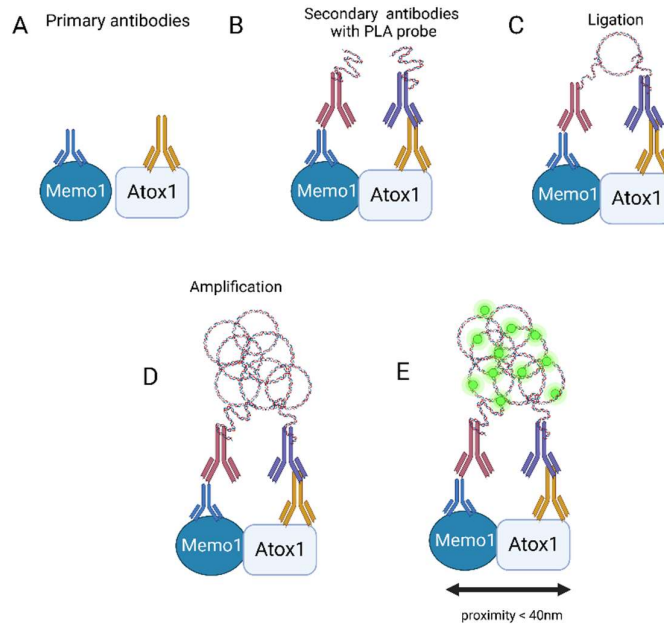 A
Primary antibodies
Memo1
Atox1
B
Secondary antibodies
with PLA probe
Memo1
Atox1
C
Ligation
Memo1
Atox1
D
Amplification
Memo1
Atox1
E
Memo1
Atox1
proximity < 40nm